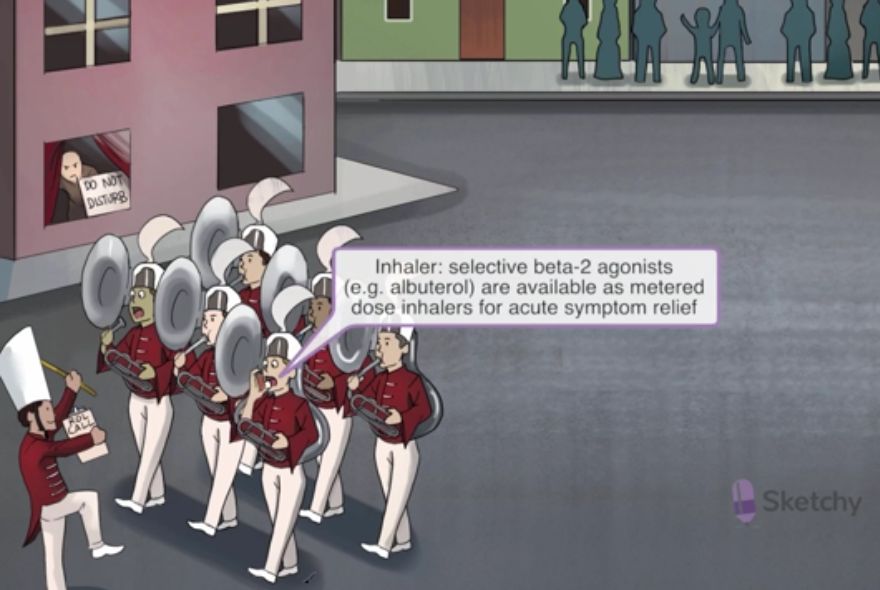 DO NOT
DISTURB
Inhaler: selective beta-2 agonists
(e.g. albuterol) are available as metered
dose inhalers for acute symptom relief
ROLL
CALL
Sketchy